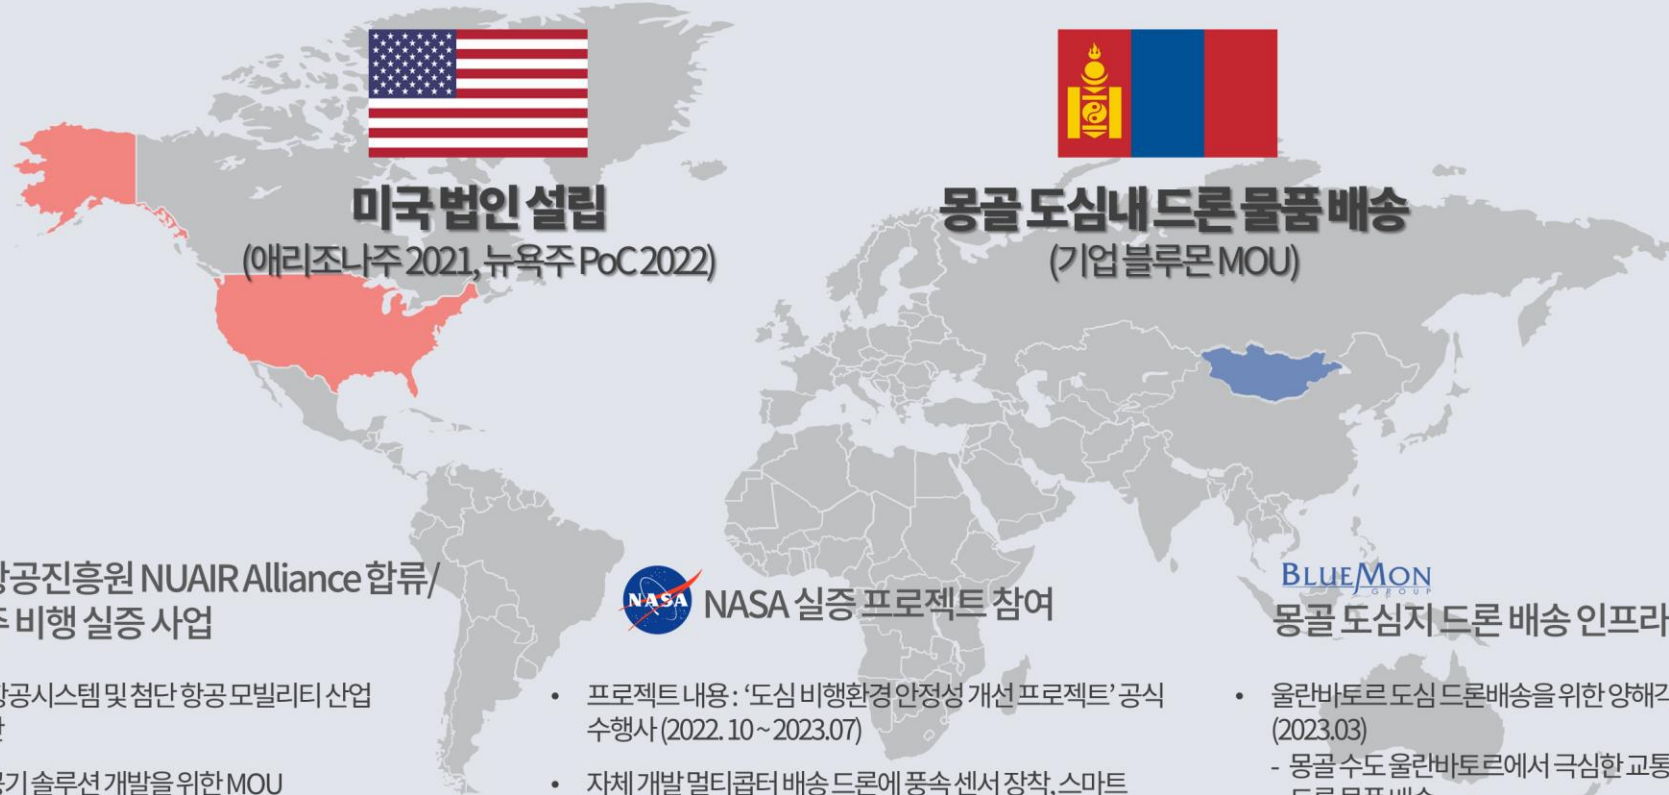 미국 법인 설립
(애리조나주 2021, 뉴욕주 PoC 2022)
몽골 도심내 드론 물품 배송
(기업 블루몬 MOU)
항공진흥원 NUAIR Alliance 합류/
비행 실증 사업
항공시스템 및 첨단 항공 모빌리티 산업
솔루션 개발을 위한 MOU
NASA
NASA 실증 프로젝트 참여
• 프로젝트 내용 : ‘도심 비행환경 안정성 개선 프로젝트’ 공식
수행사 (2022. 10 ~ 2023.07)
• 자체 개발 멀티콥터 배송 드론에 풍속 센서 장착, 스마트
BLUEMON
GROUP
몽골 도심지 드론 배송 인프라
• 울란바토르 도심 드론배송을 위한 양해각
(2023.03)
- 몽골 수도 울란바토르에서 극심한 교통